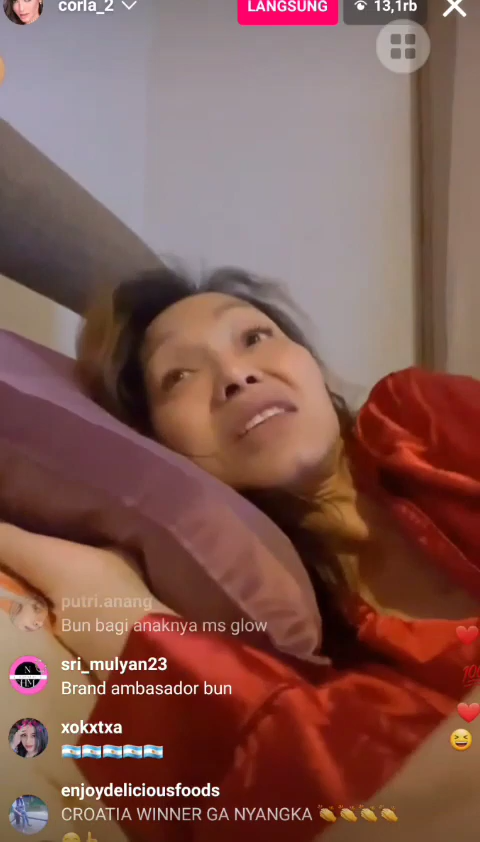 corla_2
LANGSUNG
13,1rb
putri.anang
Bun bagi anaknya ms glow
sri_mulyan23
Brand ambasador bun
xokxtxa
🇦🇷🇦🇷🇦🇷🇦🇷🇦🇷
enjoydeliciousfoods
CROATIA WINNER GA NYANGKA 👏👏👏👏